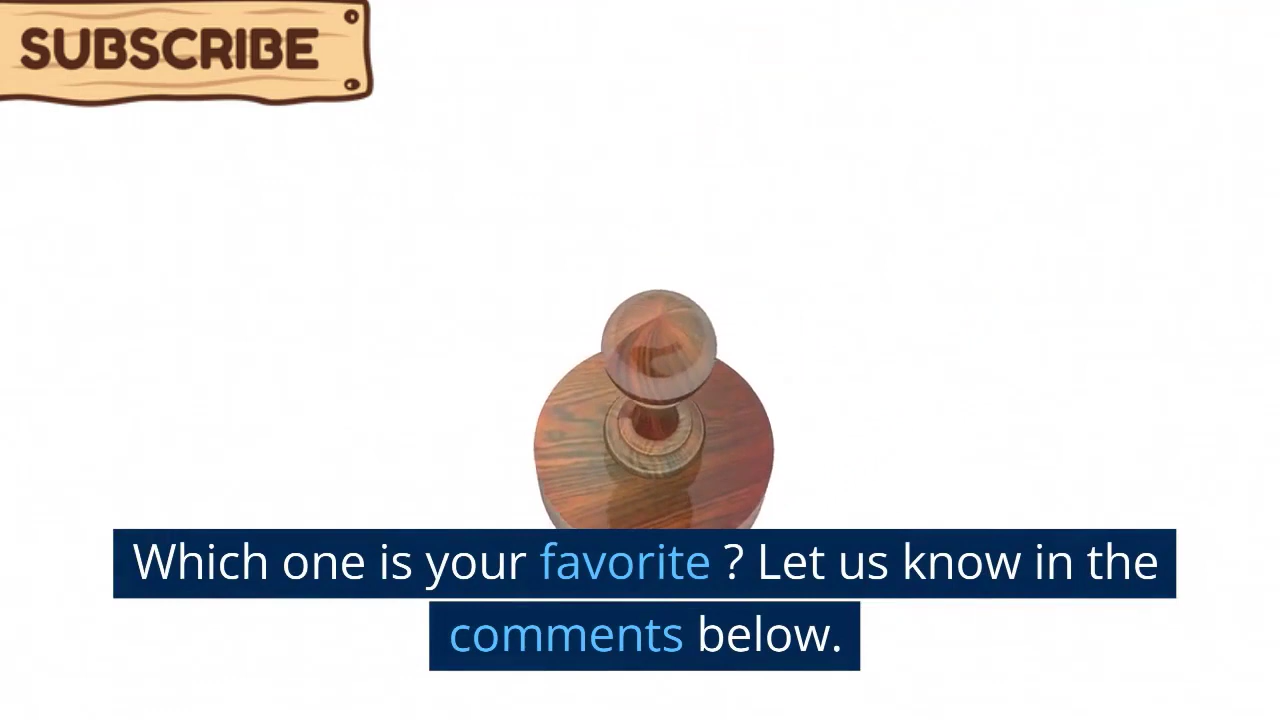 SUBSCRIBE
Which one is your favorite ? Let us know in the
comments below.